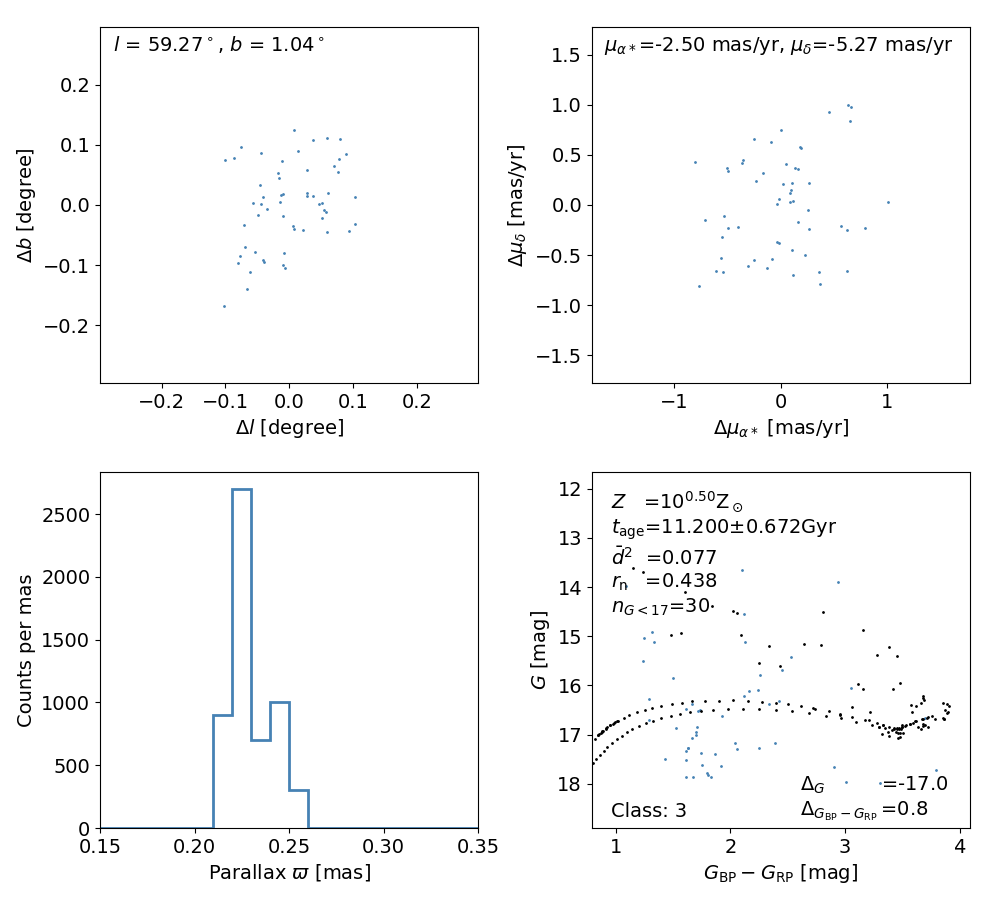 l = 59.27°, b = 1.04°
0.2
0.1
0.0
−0.1
−0.2
Δb [degree]
−0.2 −0.1 0.0 0.1 0.2
Δl [degree]
μα*=-2.50 mas/yr, μδ=-5.27 mas/yr
1.5
1.0
0.5
0.0
−0.5
−1.0
−1.5
Δμδ [mas/yr]
−1 0 1
Δμα* [mas/yr]
2500
2000
1500
1000
500
0
Counts per mas
0.15 0.20 0.25 0.30 0.35
Parallax ϖ [mas]
12
13
14
15
16
17
18
G [mag]
Z =10^0.50 Z⊙
t_age=11.200±0.672Gyr
d̄² =0.077
r_n =0.438
n_G<17=30
Δ_G =-17.0
Class: 3 Δ_G_BP−G_RP=0.8
1 2 3 4
G_BP − G_RP [mag]